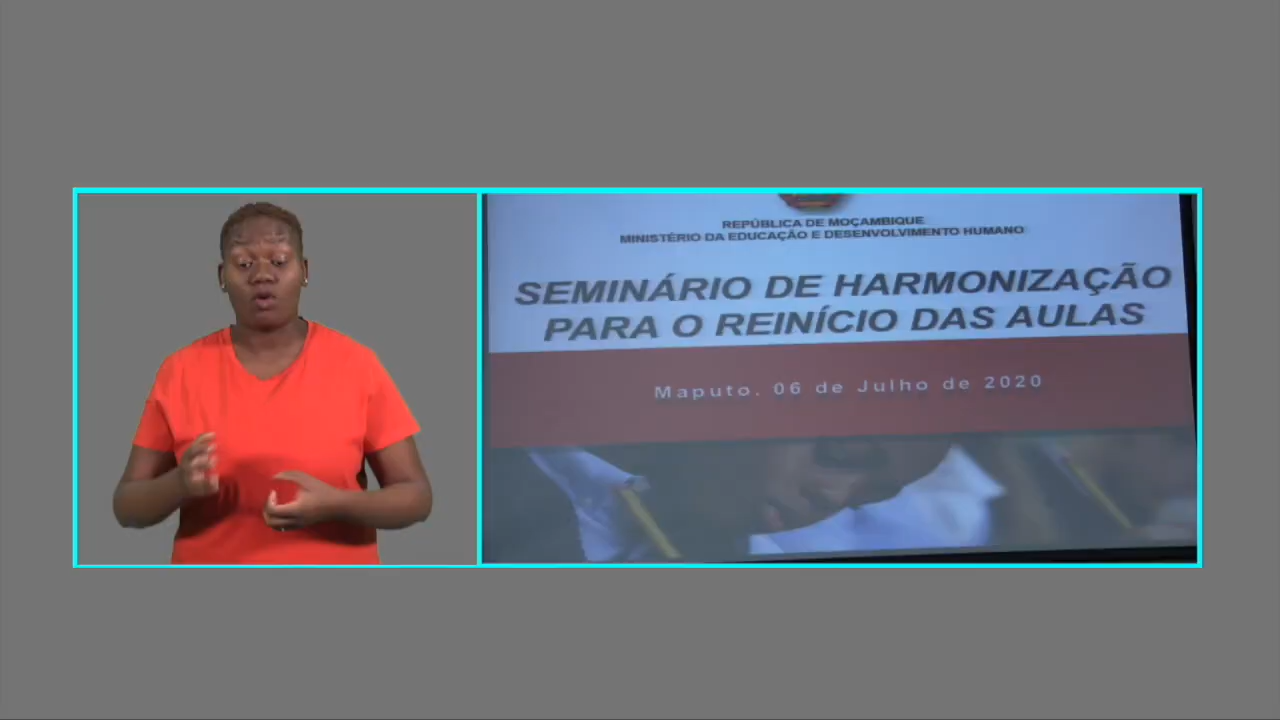 REPÚBLICA DE MOÇAMBIQUE
MINISTÉRIO DA EDUCAÇÃO E DESENVOLVIMENTO HUMANO
SEMINÁRIO DE HARMONIZAÇÃO
PARA O REINÍCIO DAS AULAS
Maputo. 06 de Julho de 2020